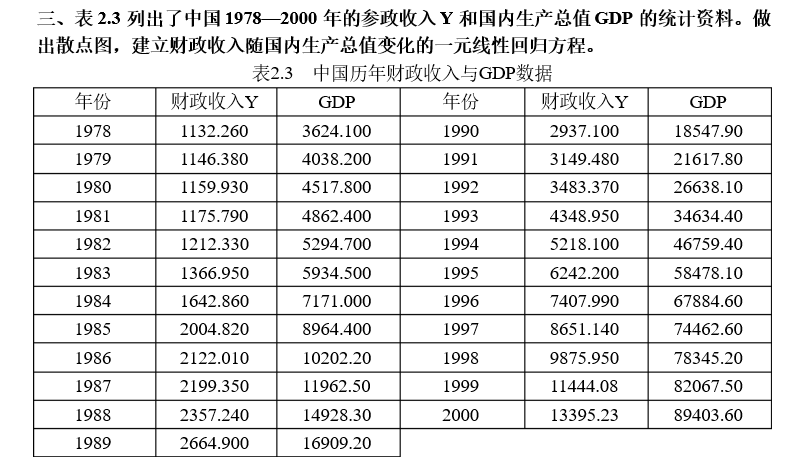 三、表2.3 列出了中国1978—2000 年的参政收入Y 和国内生产总值GDP 的统计资料。做
出散点图，建立财政收入随国内生产总值变化的一元线性回归方程。
表2.3 中国历年财政收入与GDP数据
年份 财政收入Y GDP 年份 财政收入Y GDP
1978 1132.260 3624.100 1990 2937.100 18547.90
1979 1146.380 4038.200 1991 3149.480 21617.80
1980 1159.930 4517.800 1992 3483.370 26638.10
1981 1175.790 4862.400 1993 4348.950 34634.40
1982 1212.330 5294.700 1994 5218.100 46759.40
1983 1366.950 5934.500 1995 6242.200 58478.10
1984 1642.860 7171.000 1996 7407.990 67884.60
1985 2004.820 8964.400 1997 8651.140 74462.60
1986 2122.010 10202.20 1998 9875.950 78345.20
1987 2199.350 11962.50 1999 11444.08 82067.50
1988 2357.240 14928.30 2000 13395.23 89403.60
1989 2664.900 16909.20